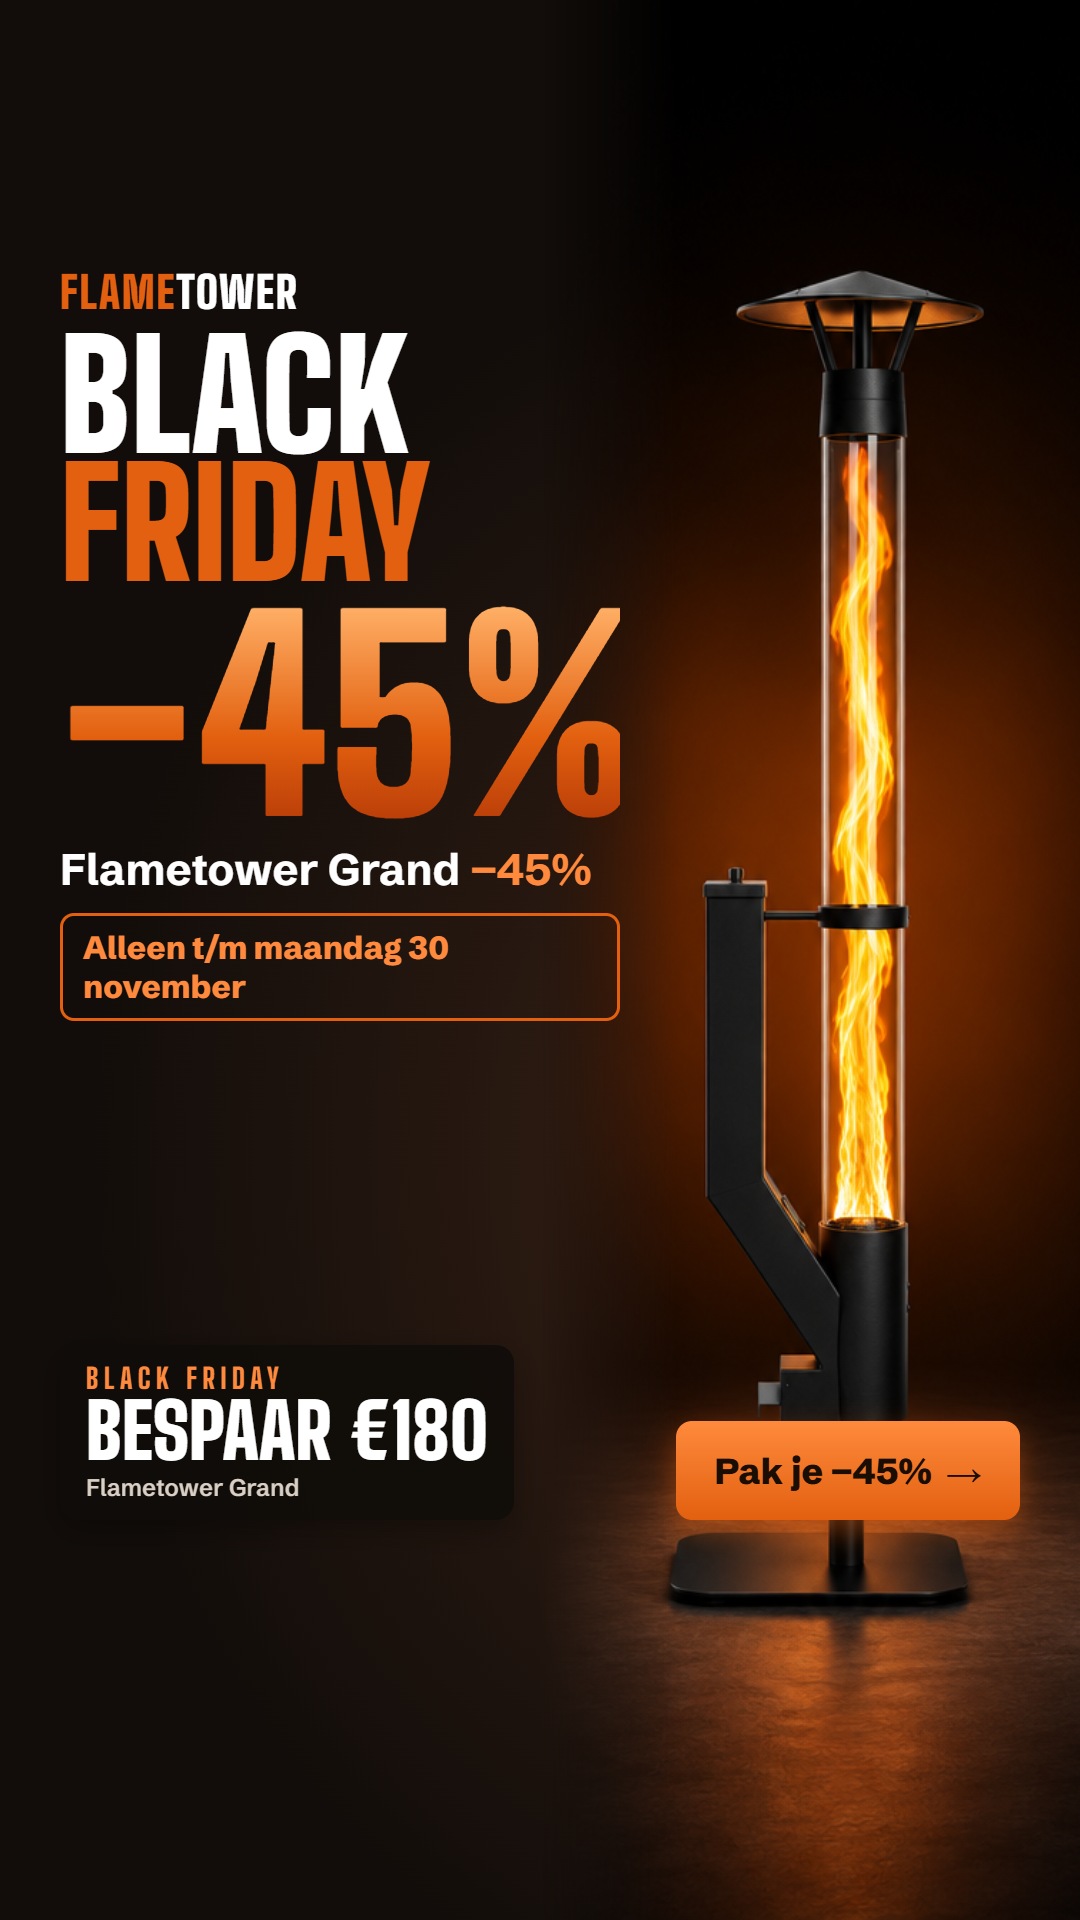 FLAMETOWER
BLACK
FRIDAY
−45%
Flametower Grand −45%
Alleen t/m maandag 30
november
BLACK FRIDAY
BESPAAR €180
Flametower Grand
Pak je −45% →